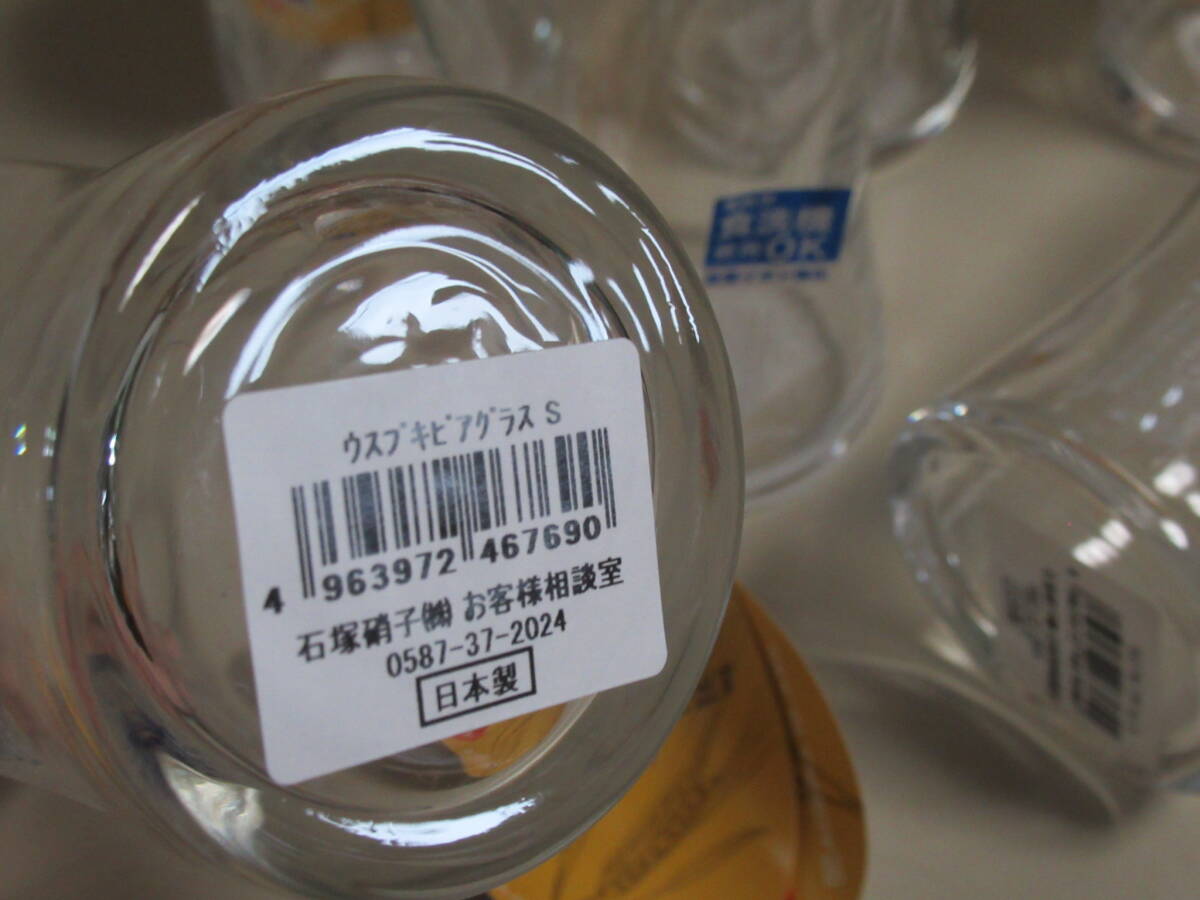 食洗機
OK
ｳｽﾌﾞｷﾋﾞｱｸﾞﾗｽ S
4 963972 467690
石塚硝子㈱ お客様相談室
0587-37-2024
日本製